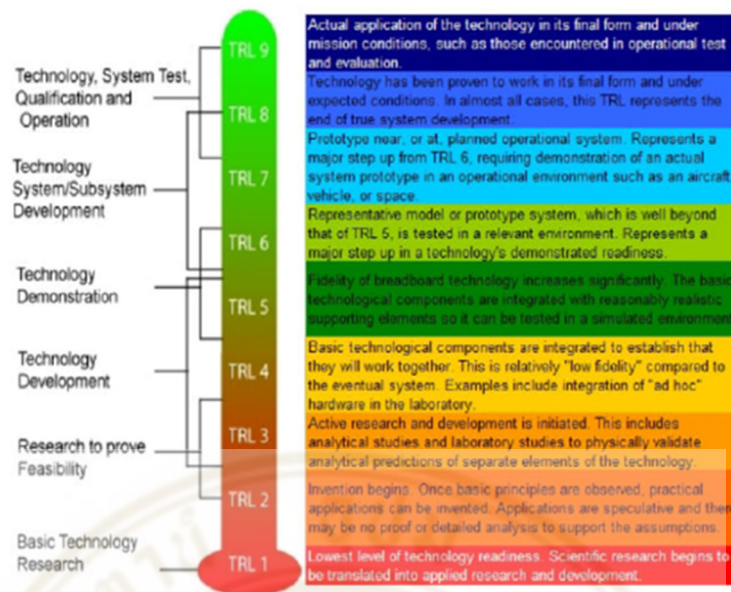 Technology, System Test,
Qualification and
Operation
Technology
System/Subsystem
Development
Technology
Demonstration
Technology
Development
Research to prove
Feasibility
Basic Technology
Research
TRL 9
TRL 8
TRL 7
TRL 6
TRL 5
TRL 4
TRL 3
TRL 2
TRL 1
Actual application of the technology in its final form and under
mission conditions, such as those encountered in operational test
and evaluation.
Technology has been proven to work in its final form and under
expected conditions. In almost all cases, this TRL represents the
end of true system development.
Prototype near, or at, planned operational system. Represents a
major step up from TRL 6, requiring demonstration of an actual
system prototype in an operational environment such as an aircraft,
vehicle, or space.
Representative model or prototype system, which is well beyond
that of TRL 5, is tested in a relevant environment. Represents a
major step up in a technology's demonstrated readiness.
Fidelity of breadboard technology increases significantly. The basic
technological components are integrated with reasonably realistic
supporting elements so it can be tested in a simulated environment
Basic technological components are integrated to establish that
they will work together. This is relatively "low fidelity" compared to
the eventual system. Examples include integration of "ad hoc"
hardware in the laboratory.
Active research and development is initiated. This includes
analytical studies and laboratory studies to physically validate
analytical predictions of separate elements of the technology.
Invention begins. Once basic principles are observed, practical
applications can be invented. Applications are speculative and there
may be no proof or detailed analysis to support the assumptions.
Lowest level of technology readiness. Scientific research begins to
be translated into applied research and development.